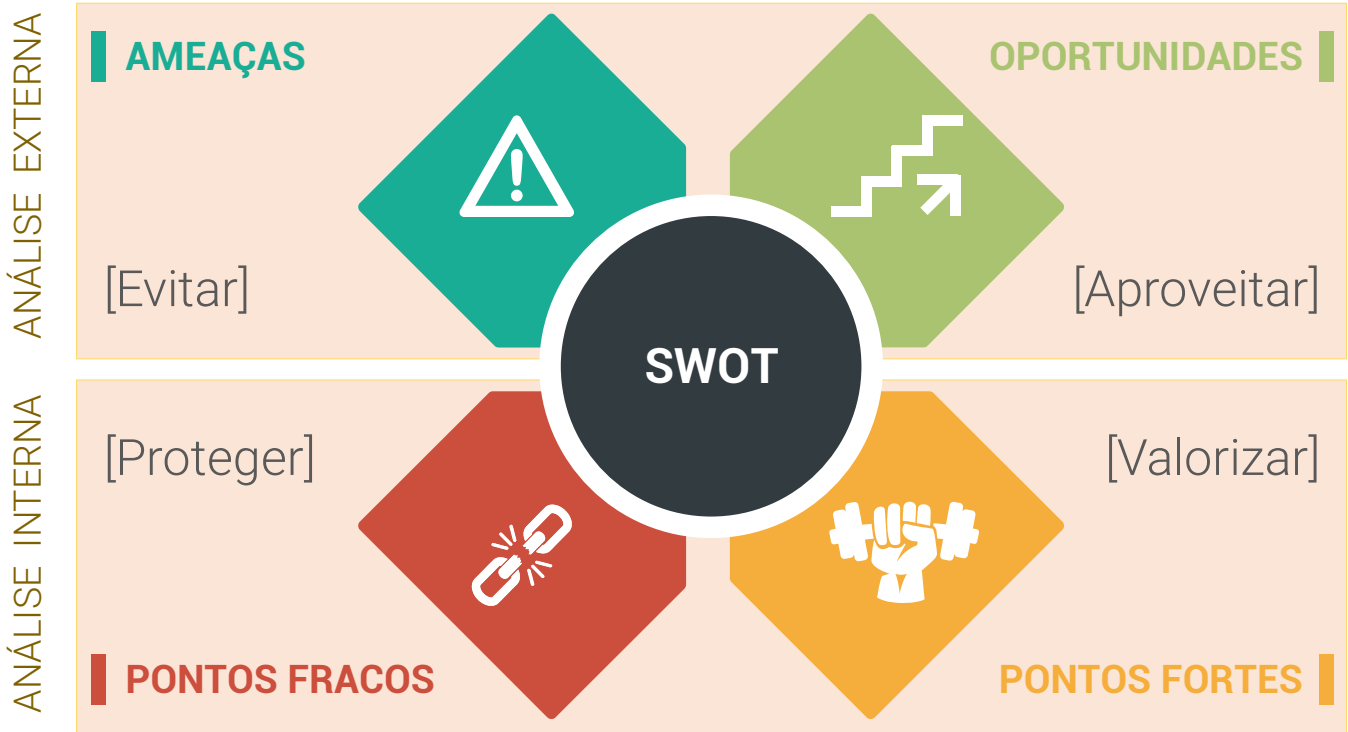 ANÁLISE EXTERNA
AMEAÇAS
OPORTUNIDADES
[Evitar]
[Aproveitar]
SWOT
ANÁLISE INTERNA
[Proteger]
[Valorizar]
PONTOS FRACOS
PONTOS FORTES